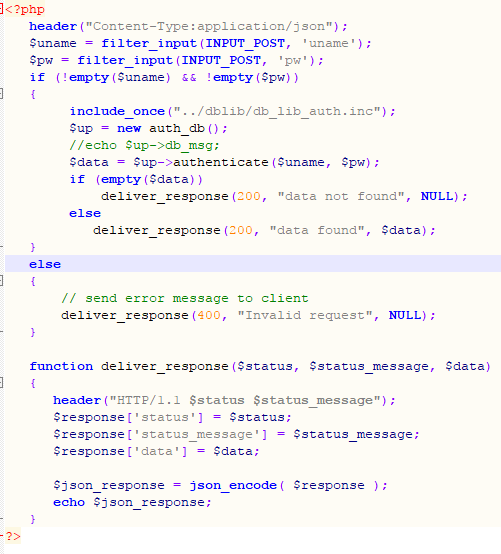 <?php
header("Content-Type:application/json");
$uname = filter_input(INPUT_POST, 'uname');
$pw = filter_input(INPUT_POST, 'pw');
if (!empty($uname) && !empty($pw))
{
include_once("../dblib/db_lib_auth.inc");
$up = new auth_db();
//echo $up->db_msg;
$data = $up->authenticate($uname, $pw);
if (empty($data))
deliver_response(200, "data not found", NULL);
else
deliver_response(200, "data found", $data);
}
else
{
// send error message to client
deliver_response(400, "Invalid request", NULL);
}
function deliver_response($status, $status_message, $data)
{
header("HTTP/1.1 $status $status_message");
$response['status'] = $status;
$response['status_message'] = $status_message;
$response['data'] = $data;
$json_response = json_encode( $response );
echo $json_response;
}
?>